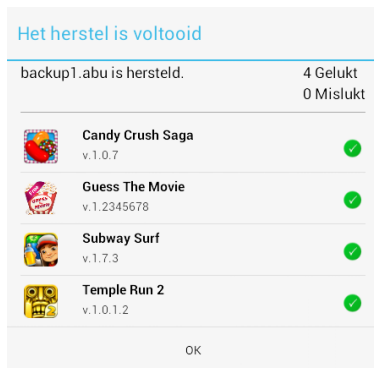 Het herstel is voltooid
backup1.abu is hersteld. 4 Gelukt
0 Mislukt
Candy Crush Saga
v.1.0.7
Guess The Movie
v.1.2345678
Subway Surf
v.1.7.3
Temple Run 2
v.1.0.1.2
OK